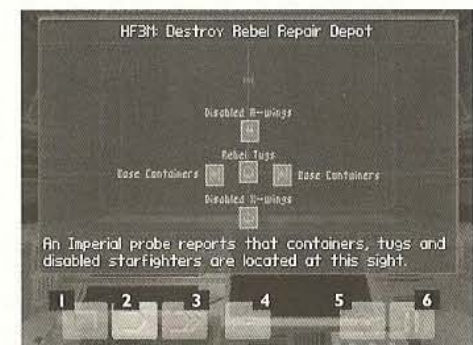 HF3M: Destroy Rebel Repair Depot
Disabled A-wings
Rebel Tugs
Base Containers
Base Containers
Disabled X-wings
An Imperial probe reports that containers, tugs and
disabled starfighters are located at this sight.
1 2 3 4 5 6